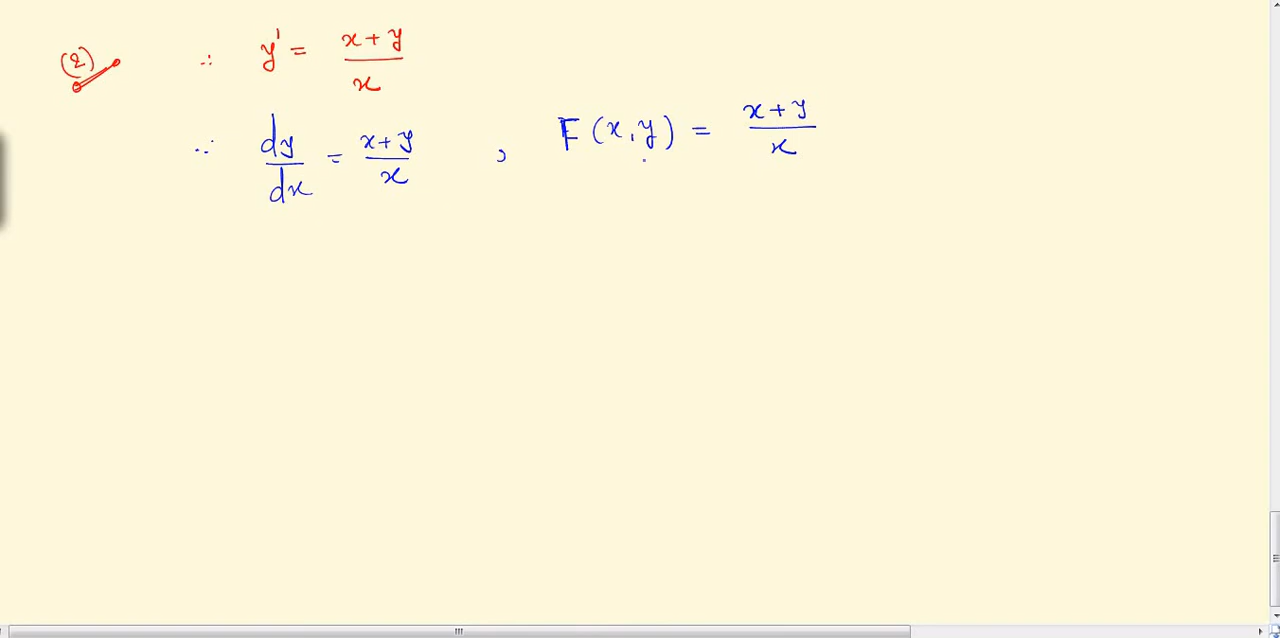 (2) ∴ y' = x+y/x
∵ dy/dx = x+y/x , F(x,y) = x+y/x